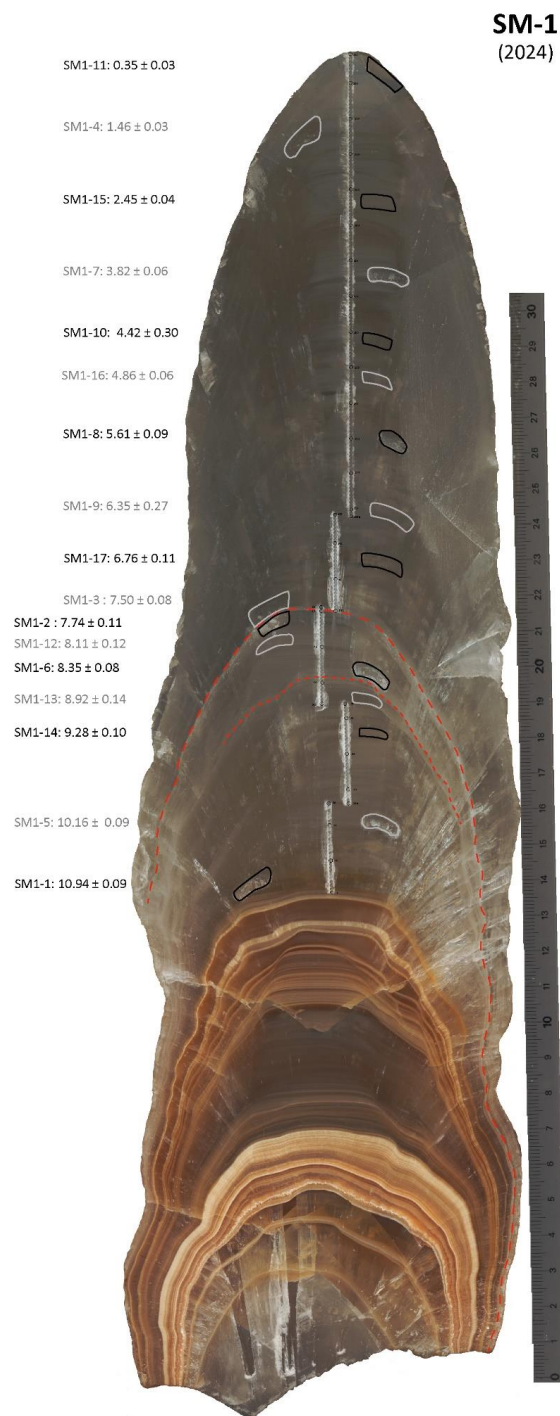 SM-1
(2024)
SM1-11: 0.35 ± 0.03
SM1-4: 1.46 ± 0.03
SM1-15: 2.45 ± 0.04
SM1-7: 3.82 ± 0.06
SM1-10: 4.42 ± 0.30
SM1-16: 4.86 ± 0.06
SM1-8: 5.61 ± 0.09
SM1-9: 6.35 ± 0.27
SM1-17: 6.76 ± 0.11
SM1-3 : 7.50 ± 0.08
SM1-2 : 7.74 ± 0.11
SM1-12: 8.11 ± 0.12
SM1-6: 8.35 ± 0.08
SM1-13: 8.92 ± 0.14
SM1-14: 9.28 ± 0.10
SM1-5: 10.16 ± 0.09
SM1-1: 10.94 ± 0.09
30
29
28
27
26
25
24
23
22
21
20
19
18
17
16
15
14
13
12
11
10
9
8
7
6
5
4
3
2
1
0